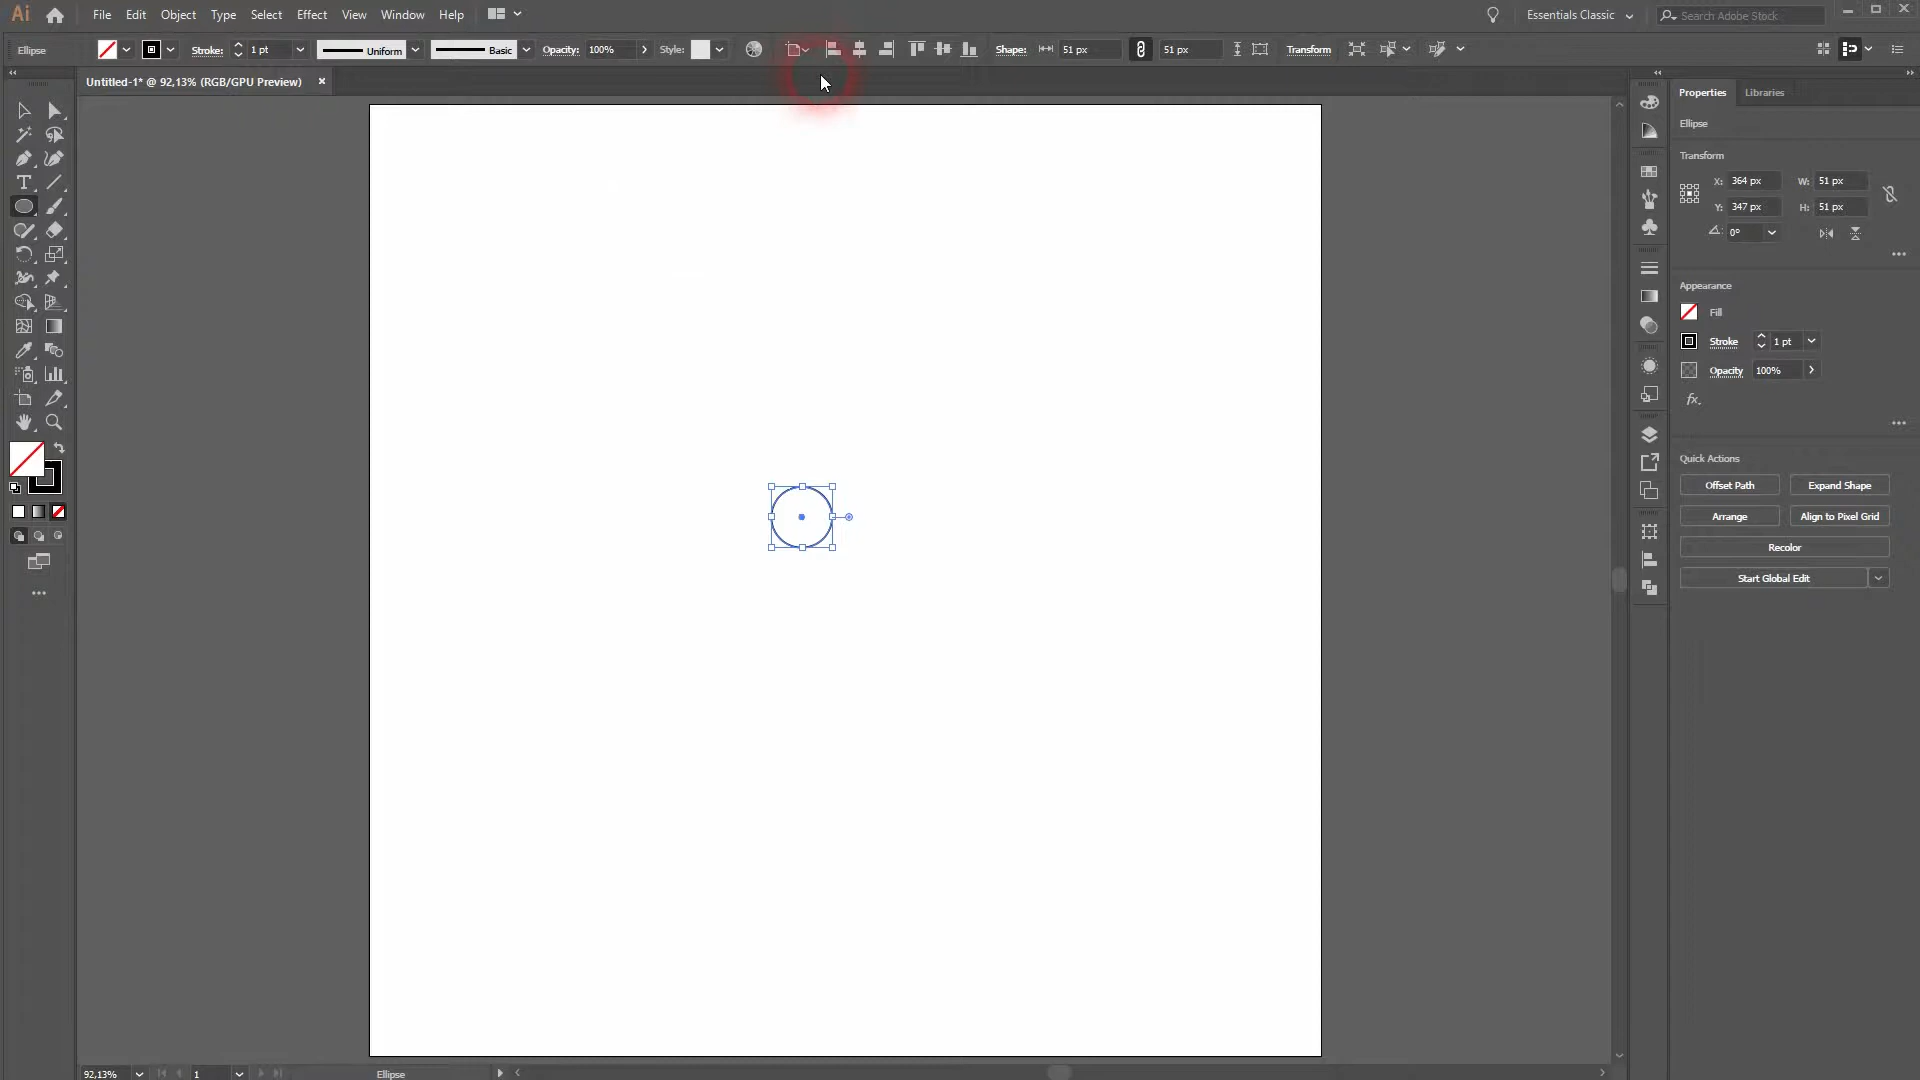 Ai File Edit Object Type Select Effect View Window Help Essentials Classic Search Adobe Stock
Ellipse Stroke: 1 pt Uniform Basic Opacity: 100% Style: Shape: 51 px 51 px Transform
Untitled-1* @ 92,13% (RGB/GPU Preview) ×
Properties Libraries
Ellipse
Transform
X: 364 px W: 51 px
Y: 347 px H: 51 px
0°
Appearance
Fill
Stroke 1 pt
Opacity 100%
fx.
Quick Actions
Offset Path Expand Shape
Arrange Align to Pixel Grid
Recolor
Start Global Edit
92,13% 1 Ellipse